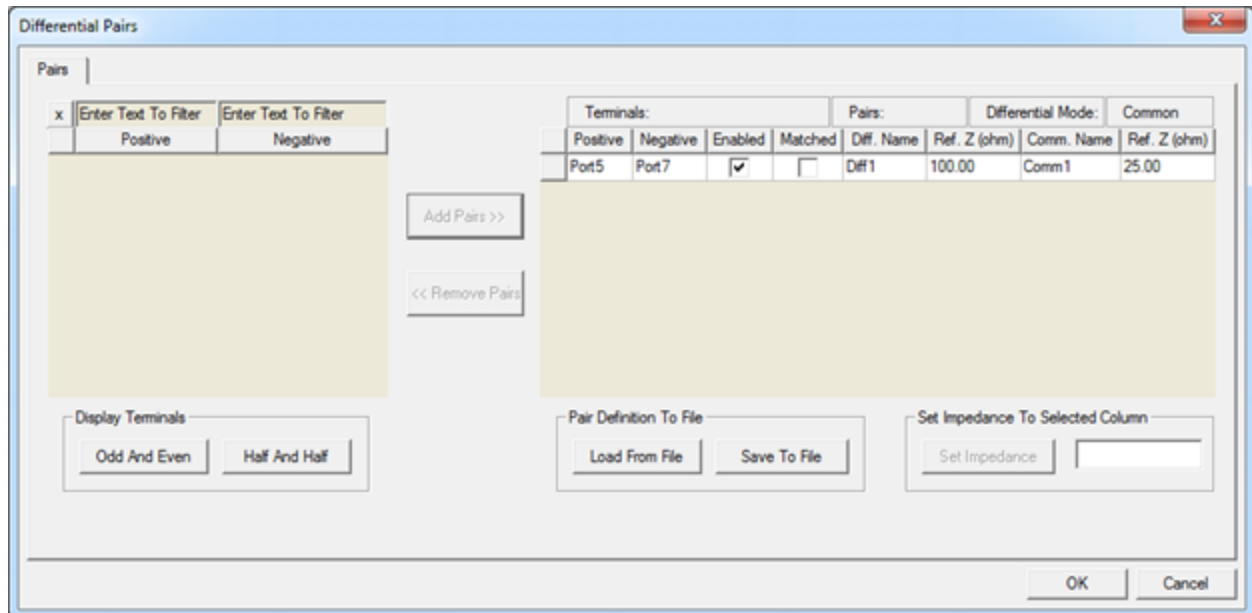 Differential Pairs
x
Pairs
x Enter Text To Filter Enter Text To Filter
Positive Negative
Terminals: Pairs: Differential Mode: Common
Positive Negative Enabled Matched Diff. Name Ref. Z (ohm) Comm. Name Ref. Z (ohm)
Port5 Port7 Diff1 100.00 Comm1 25.00
Add Pairs >>
<< Remove Pairs
Display Terminals
Odd And Even Half And Half
Pair Definition To File
Load From File Save To File
Set Impedance To Selected Column
Set Impedance
OK Cancel